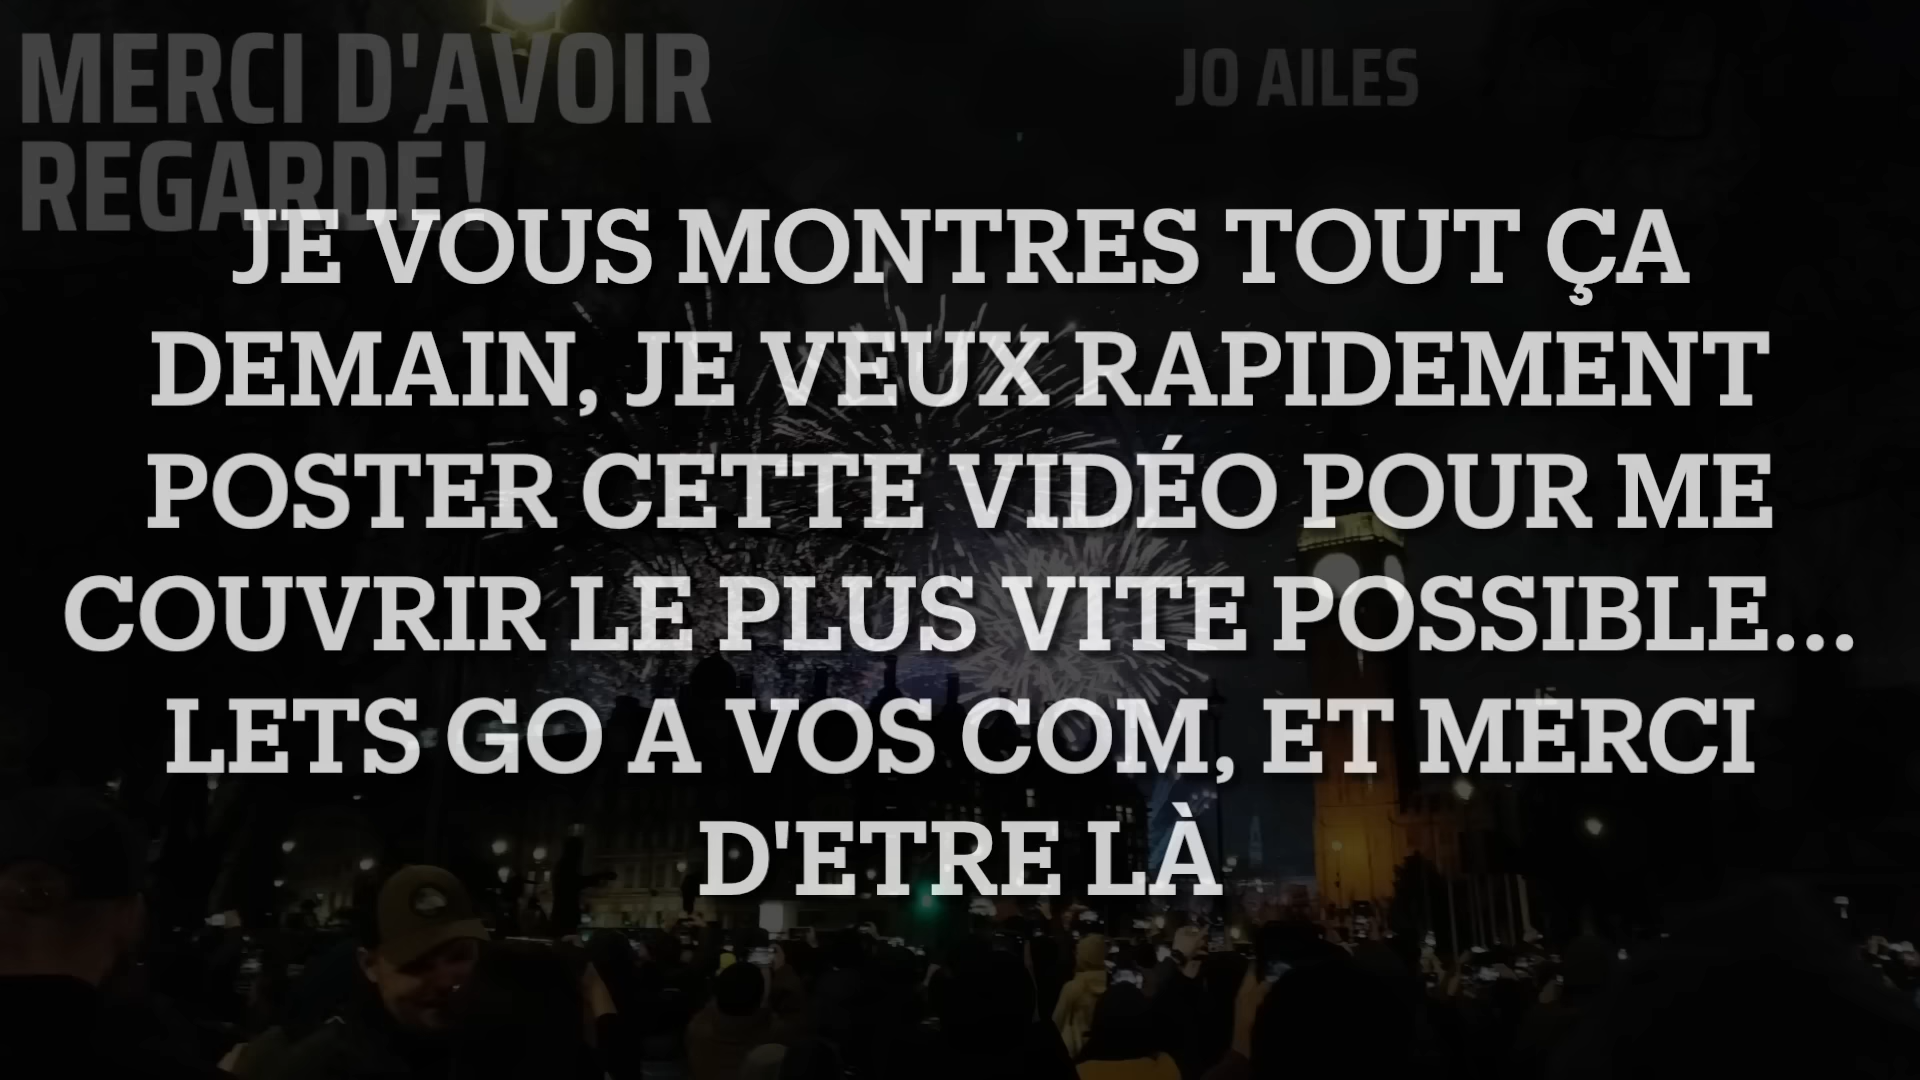 MERCI D'AVOIR
REGARDÉ !
JO AILES
JE VOUS MONTRES TOUT ÇA
DEMAIN, JE VEUX RAPIDEMENT
POSTER CETTE VIDÉO POUR ME
COUVRIR LE PLUS VITE POSSIBLE...
LETS GO A VOS COM, ET MERCI
D'ETRE LÀ